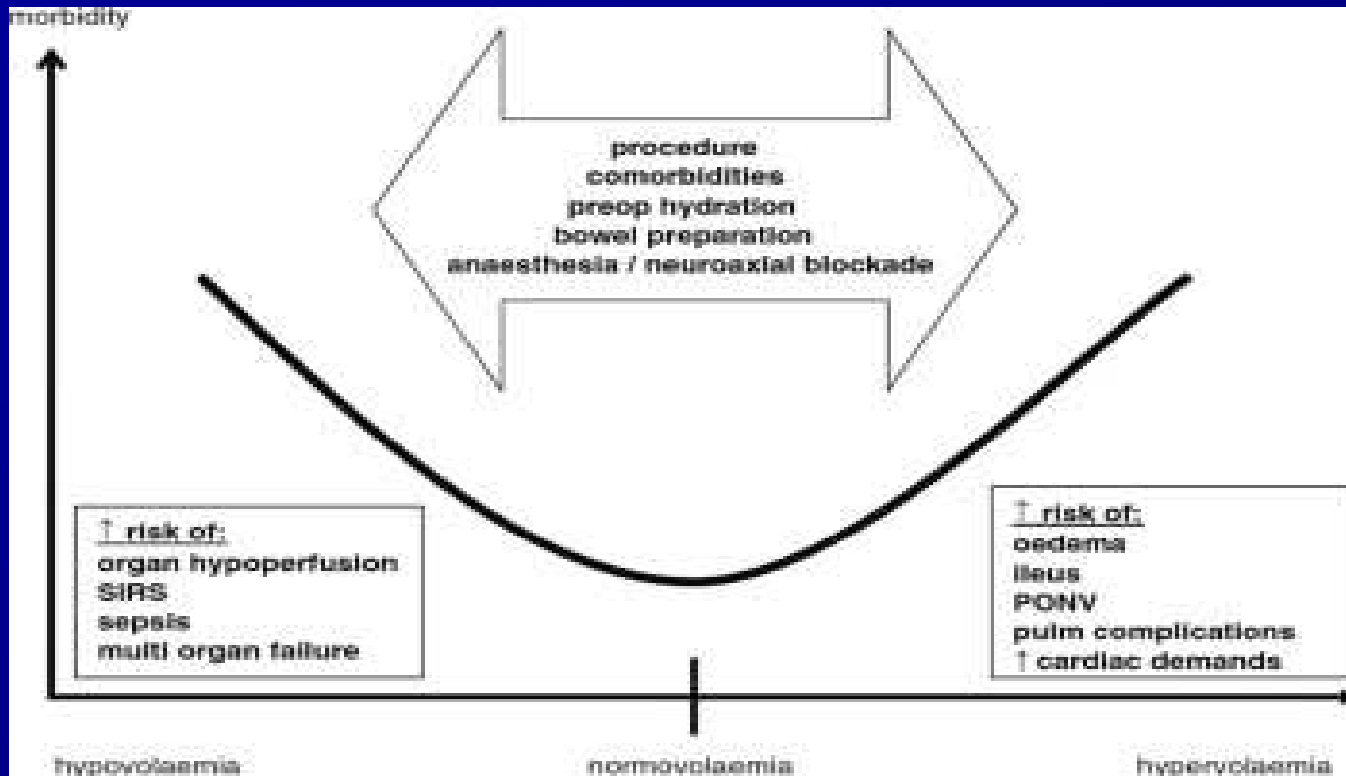 morbidity
procedure
comorbidities
preop hydration
bowel preparation
anaesthesia / neuroaxial blockade
↑ risk of:
organ hypoperfusion
SIRS
sepsis
multi organ failure
↑ risk of:
oedema
ileus
PONV
pulm complications
↑ cardiac demands
hypovolaemia
normovolaemia
hypervolaemia